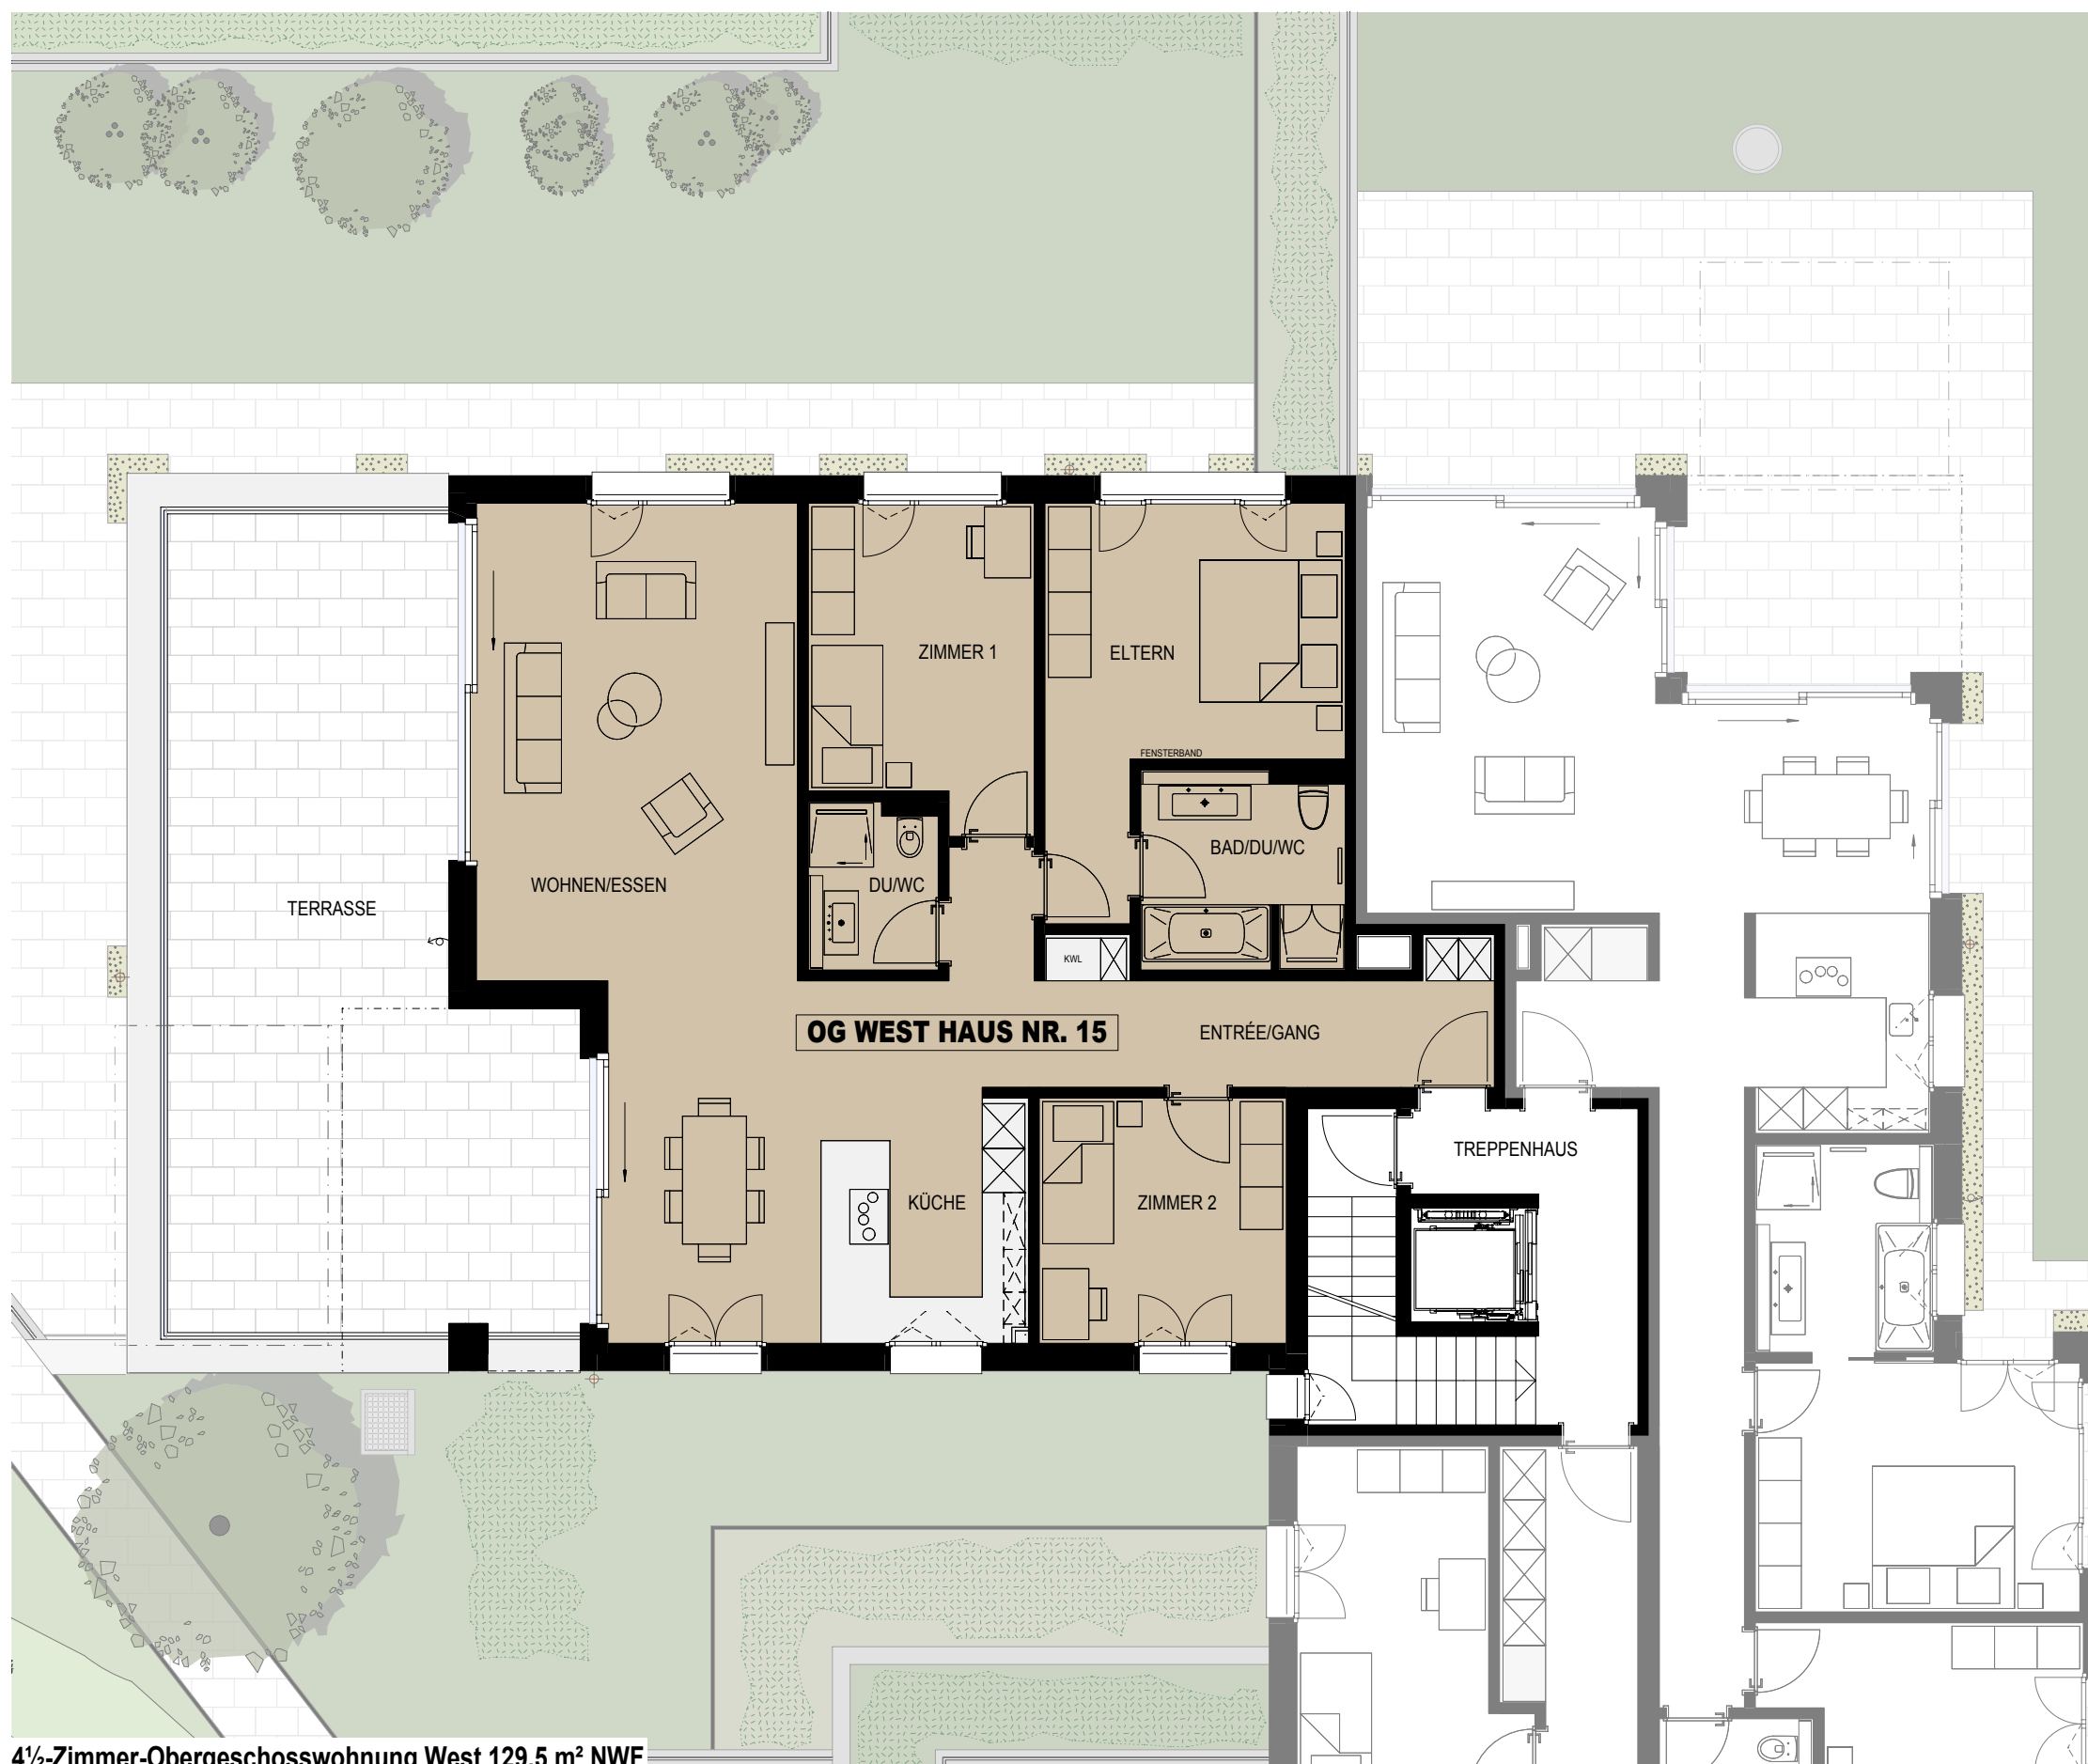 ZIMMER 1
ELTERN
FENSTERBAND
BAD/DU/WC
WOHNEN/ESSEN
DU/WC
TERRASSE
KWL
OG WEST HAUS NR. 15
ENTRÉE/GANG
TREPPENHAUS
KÜCHE
ZIMMER 2
4½-Zimmer-Obergeschosswohnung West 129.5 m² NWF